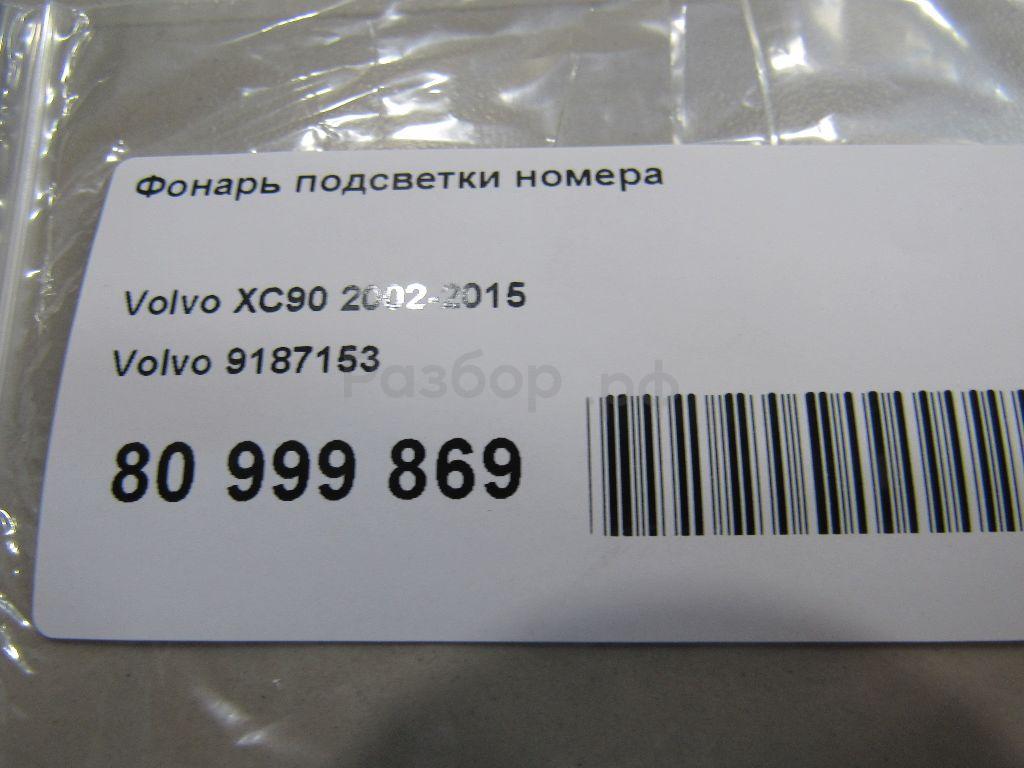 Фонарь подсветки номера
Volvo XC90 2002-2015
Volvo 9187153
Разбор.рф
80 999 869